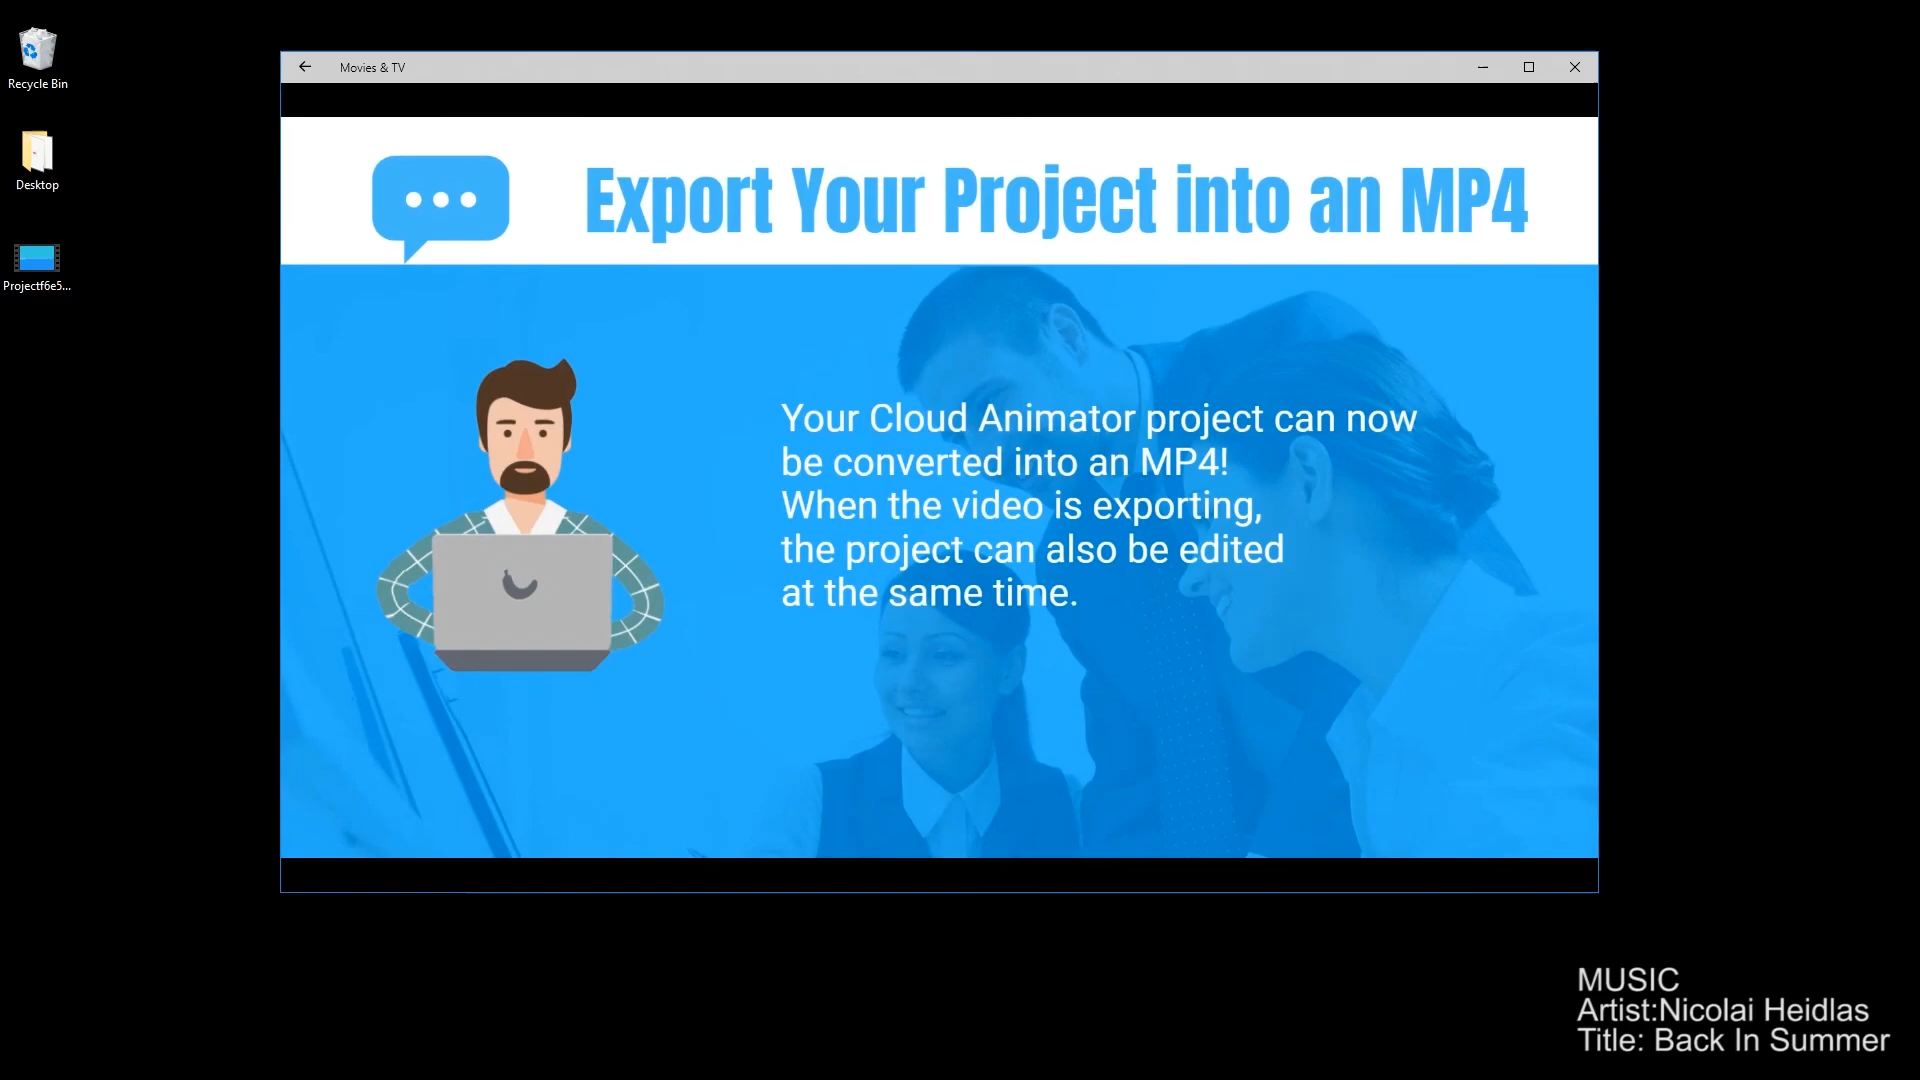 Recycle Bin
Desktop
Projectf6e5...
Movies & TV
Export Your Project into an MP4
Your Cloud Animator project can now
be converted into an MP4!
When the video is exporting,
the project can also be edited
at the same time.
MUSIC
Artist:Nicolai Heidlas
Title: Back In Summer